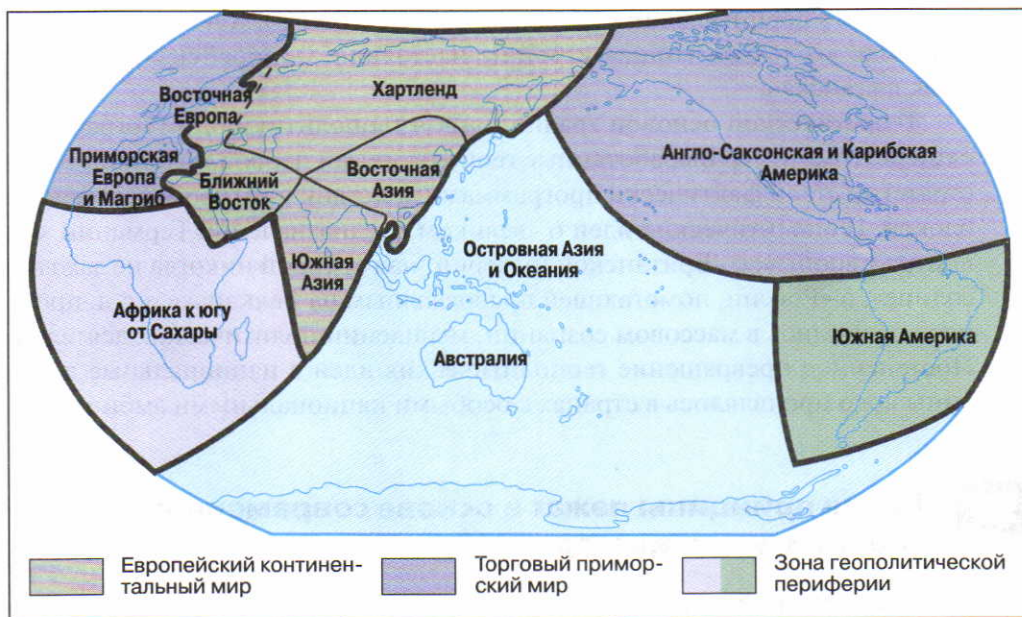 Восточная
Европа
Хартленд
Приморская
Европа
и Магриб
Ближний
Восток
Восточная
Азия
Англо-Саксонская и Карибская
Америка
Южная
Азия
Островная Азия
и Океания
Африка к югу
от Сахары
Австралия
Южная Америка
Европейский континен-
тальный мир
Торговый примор-
ский мир
Зона геополитической
периферии